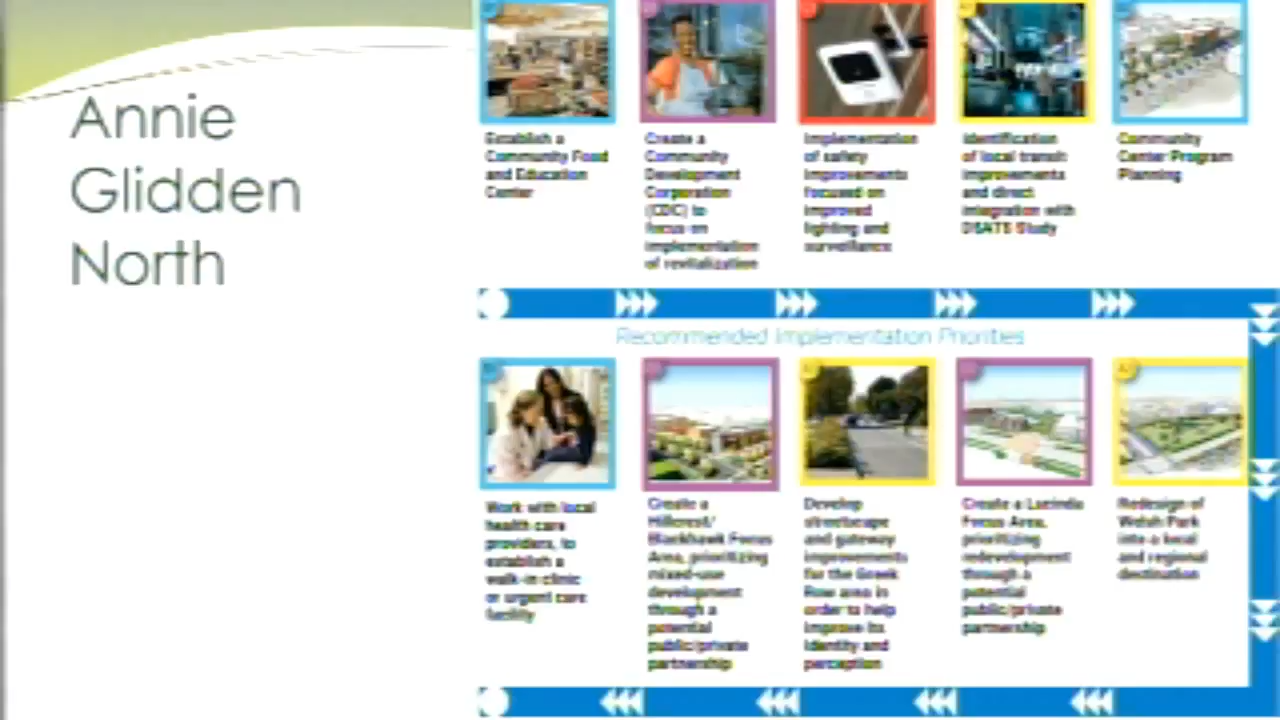 Annie
Glidden
North
Establish a
Community Food
and Education
Center
Create a
Community
Development
Corporation
(CDC) to
focus on
implementation
of revitalization
Implementation
of safety
improvements
focused on
improved
lighting and
surveillance
Identification
of local transit
improvements
and direct
integration with
DSATS Study
Community
Center Program
Planning
Recommended Implementation Priorities
Work with local
health care
providers, to
establish a
walk-in clinic
or urgent care
facility
Create a
Hillcrest/
Blackhawk Focus
Area, prioritizing
mixed-use
development
through a
potential
public/private
partnership
Develop
streetscape
and gateway
improvements
for the Greek
Row area in
order to help
improve its
identity and
perception
Create a Lucinda
Focus Area,
prioritizing
redevelopment
through a
potential
public/private
partnership
Redesign of
Welsh Park
into a local
and regional
destination